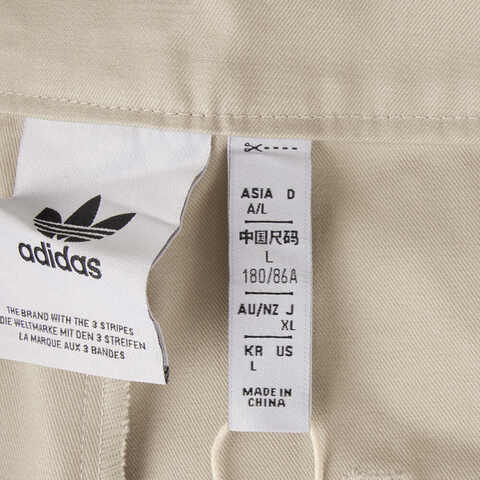 adidas
THE BRAND WITH THE 3 STRIPES
DIE WELTMARKE MIT DEN 3 STREIFEN
LA MARQUE AUX 3 BANDES
ASIA D
A/L
中国尺码
L
180/86A
AU/NZ J
XL
KR US
L
MADE IN
CHINA